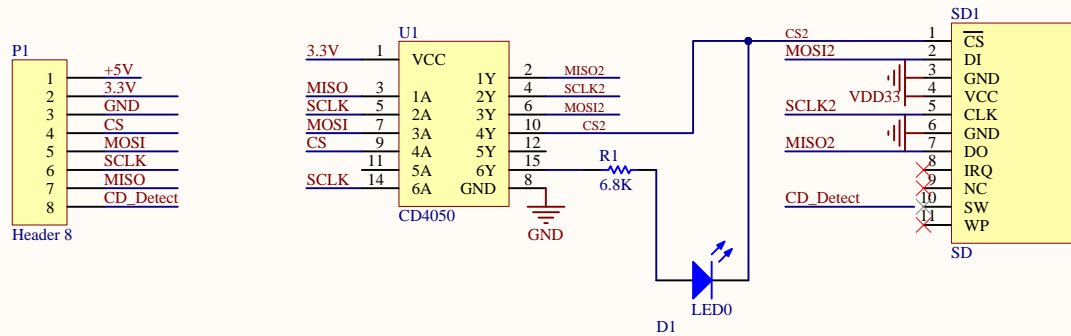 P1
1 +5V
2 3.3V
3 GND
4 CS
5 MOSI
6 SCLK
7 MISO
8 CD_Detect
Header 8
U1
3.3V 1 VCC
MISO 3 1A
SCLK 5 2A
MOSI 7 3A
CS 9 4A
11 5A
SCLK 14 6A
1Y 2 MISO2
2Y 4 SCLK2
3Y 6 MOSI2
4Y 10 CS2
5Y 12
6Y 15
GND 8
CD4050
GND
R1
6.8K
LED0
D1
SD1
CS2 1 CS
MOSI2 2 DI
3 GND
VDD33 4 VCC
SCLK2 5 CLK
6 GND
MISO2 7 DO
8 IRQ
9 NC
CD_Detect 10 SW
11 WP
SD